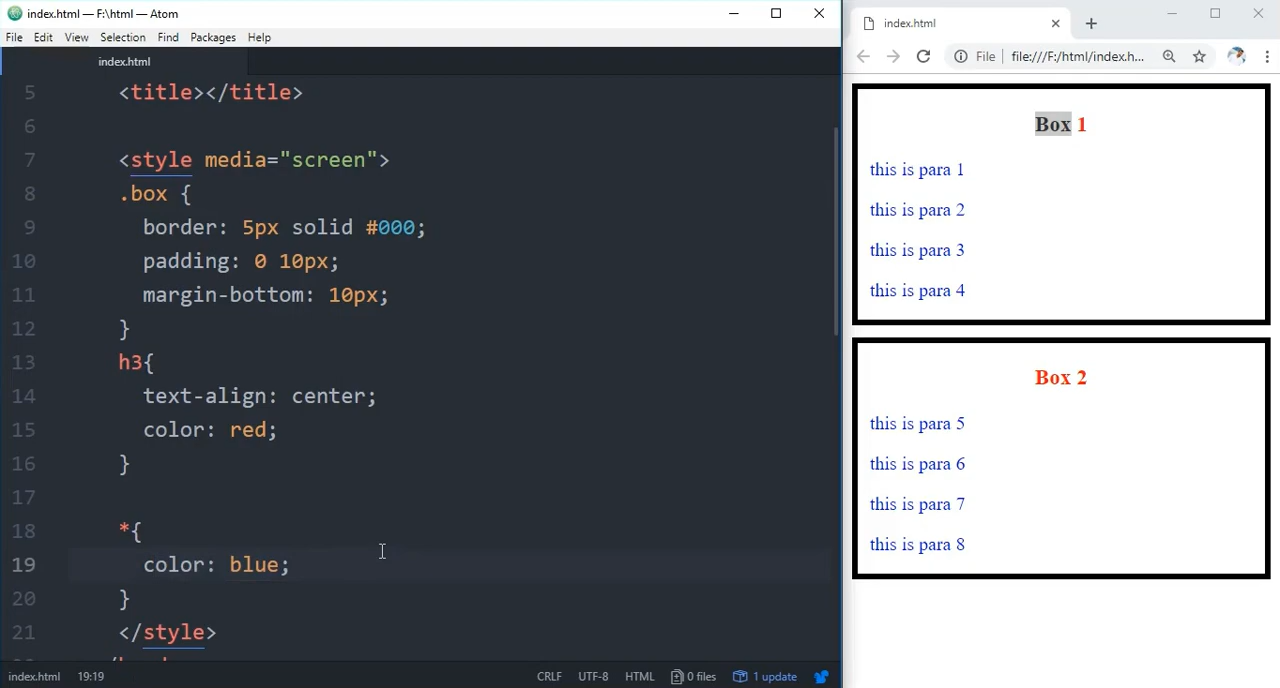 index.html — F:\html — Atom
File Edit View Selection Find Packages Help
index.html
5 <title></title>
6
7 <style media="screen">
8 .box {
9 border: 5px solid #000;
10 padding: 0 10px;
11 margin-bottom: 10px;
12 }
13 h3{
14 text-align: center;
15 color: red;
16 }
17
18 *{
19 color: blue;
20 }
21 </style>
index.html 19:19 CRLF UTF-8 HTML 0 files 1 update
index.html
File file:///F:/html/index.h...
Box 1
this is para 1
this is para 2
this is para 3
this is para 4
Box 2
this is para 5
this is para 6
this is para 7
this is para 8